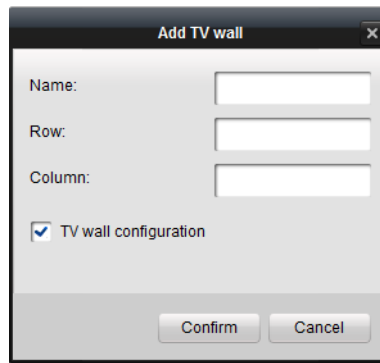 Add TV wall
Name:
Row:
Column:
TV wall configuration
Confirm Cancel